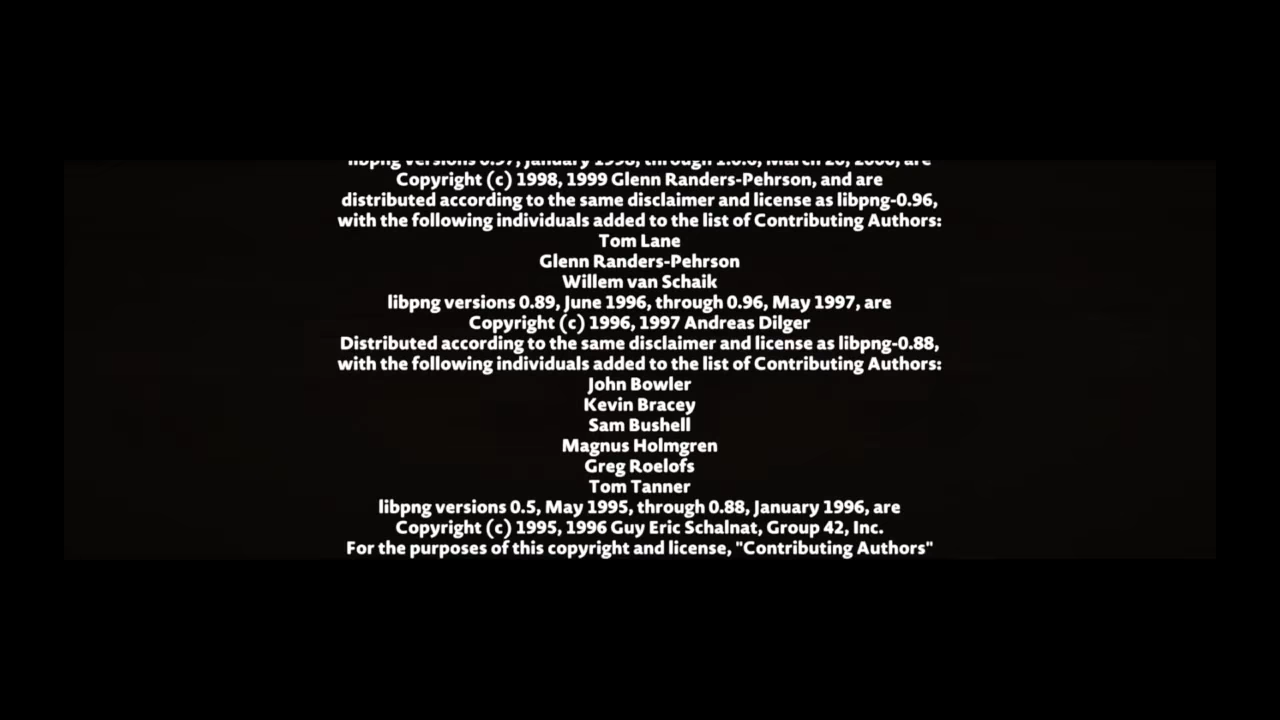 libpng versions 0.97, January 1998, through 1.0.6, March 20, 2000, are
Copyright (c) 1998, 1999 Glenn Randers-Pehrson, and are
distributed according to the same disclaimer and license as libpng-0.96,
with the following individuals added to the list of Contributing Authors:
Tom Lane
Glenn Randers-Pehrson
Willem van Schaik
libpng versions 0.89, June 1996, through 0.96, May 1997, are
Copyright (c) 1996, 1997 Andreas Dilger
Distributed according to the same disclaimer and license as libpng-0.88,
with the following individuals added to the list of Contributing Authors:
John Bowler
Kevin Bracey
Sam Bushell
Magnus Holmgren
Greg Roelofs
Tom Tanner
libpng versions 0.5, May 1995, through 0.88, January 1996, are
Copyright (c) 1995, 1996 Guy Eric Schalnat, Group 42, Inc.
For the purposes of this copyright and license, "Contributing Authors"